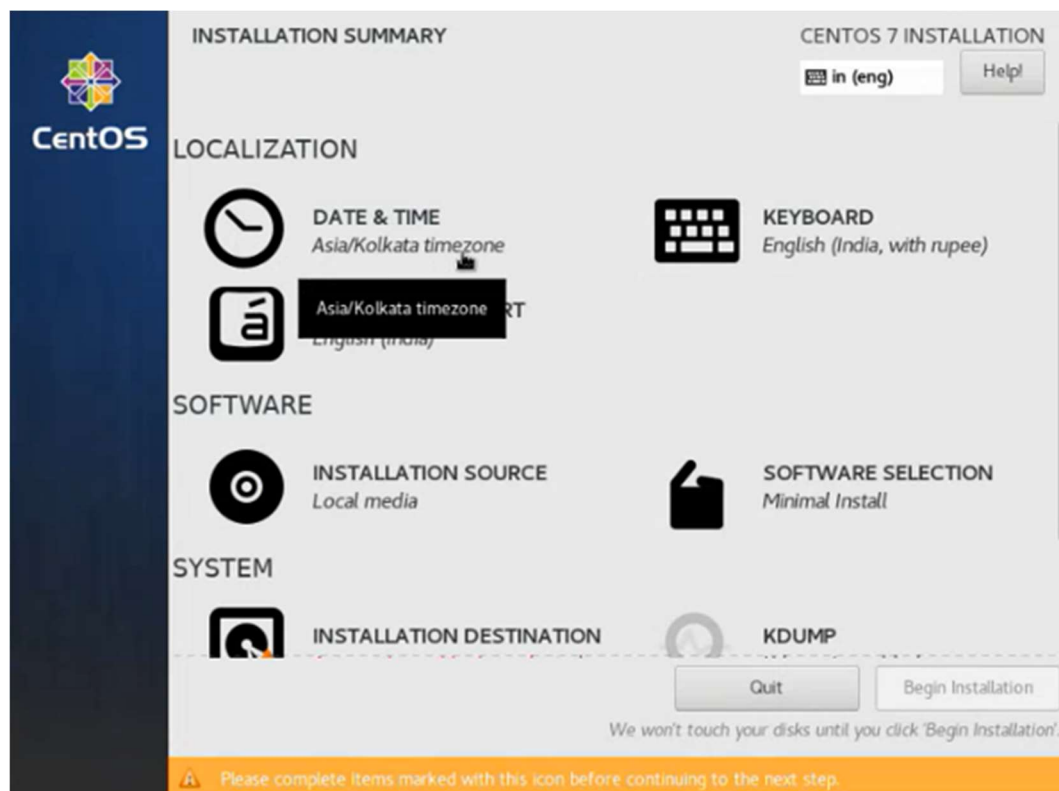 INSTALLATION SUMMARY
CENTOS 7 INSTALLATION
in (eng)
Help!
CentOS
LOCALIZATION
DATE & TIME
Asia/Kolkata timezone
KEYBOARD
English (India, with rupee)
Asia/Kolkata timezone
RT
English (India)
SOFTWARE
INSTALLATION SOURCE
Local media
SOFTWARE SELECTION
Minimal Install
SYSTEM
INSTALLATION DESTINATION
KDUMP
Quit
Begin Installation
We won't touch your disks until you click 'Begin Installation'.
Please complete items marked with this icon before continuing to the next step.